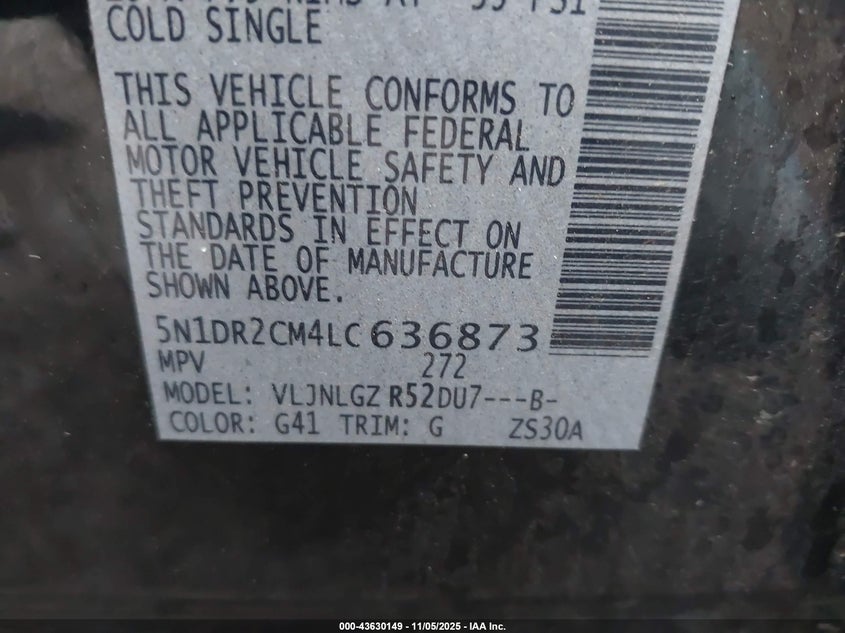 COLD SINGLE
THIS VEHICLE CONFORMS TO
ALL APPLICABLE FEDERAL
MOTOR VEHICLE SAFETY AND
THEFT PREVENTION
STANDARDS IN EFFECT ON
THE DATE OF MANUFACTURE
SHOWN ABOVE.
5N1DR2CM4LC636873
MPV 272
MODEL: VLJNLGZ R52DU7---B-
COLOR: G41 TRIM: G ZS30A
000-43630149 - 11/05/2025 - IAA Inc.